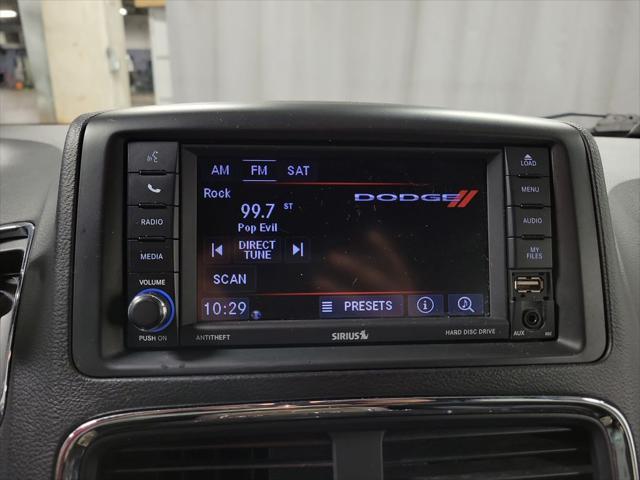 AM FM SAT
LOAD
Rock
DODGE
MENU
99.7 ST
Pop Evil
RADIO
AUDIO
DIRECT
TUNE
MEDIA
MY
FILES
SCAN
VOLUME
10:29
PRESETS
PUSH ON
ANTITHEFT
SIRIUS
HARD DISC DRIVE
AUX